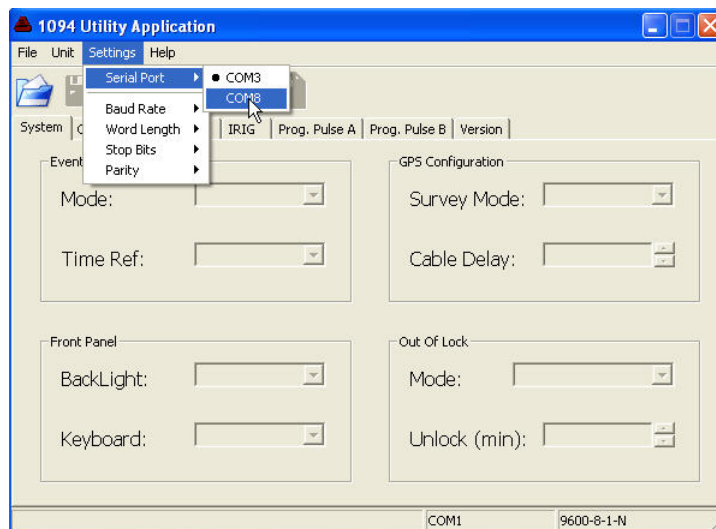 1094 Utility Application
File Unit Settings Help
Serial Port
COM3
COM8
Baud Rate
Word Length
Stop Bits
Parity
System IRIG Prog. Pulse A Prog. Pulse B Version
Event
GPS Configuration
Mode:
Survey Mode:
Time Ref:
Cable Delay:
Front Panel
Out Of Lock
BackLight:
Mode:
Keyboard:
Unlock (min):
COM1
9600-8-1-N